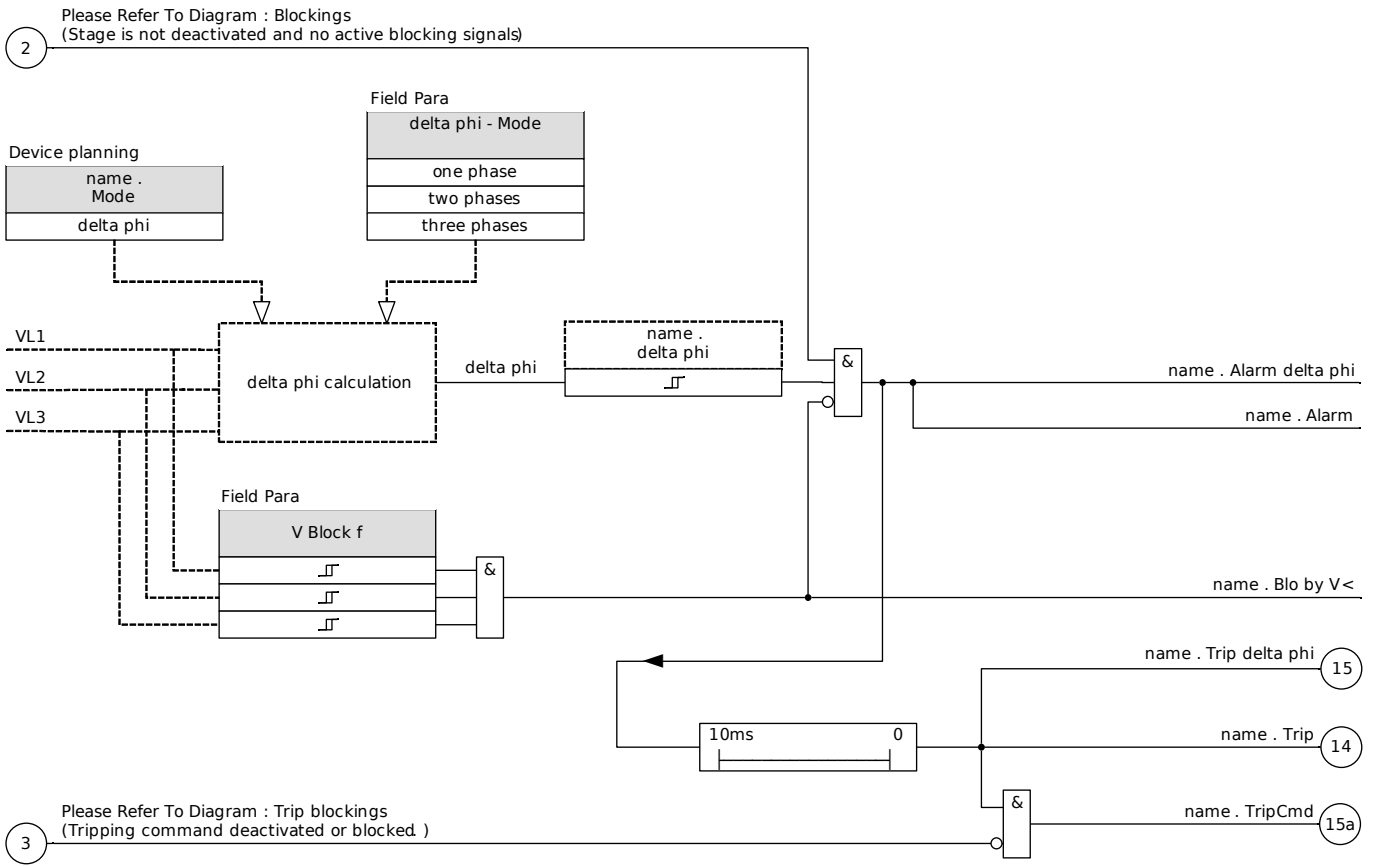 Please Refer To Diagram : Blockings
(Stage is not deactivated and no active blocking signals)
2
Field Para
delta phi - Mode
one phase
two phases
three phases
Device planning
name .
Mode
delta phi
VL1
VL2
VL3
delta phi calculation
delta phi
name .
delta phi
&
name . Alarm delta phi
name . Alarm
Field Para
V Block f
&
name . Blo by V<
name . Trip delta phi
15
10ms
0
name . Trip
14
&
name . TripCmd
15a
Please Refer To Diagram : Trip blockings
(Tripping command deactivated or blocked. )
3